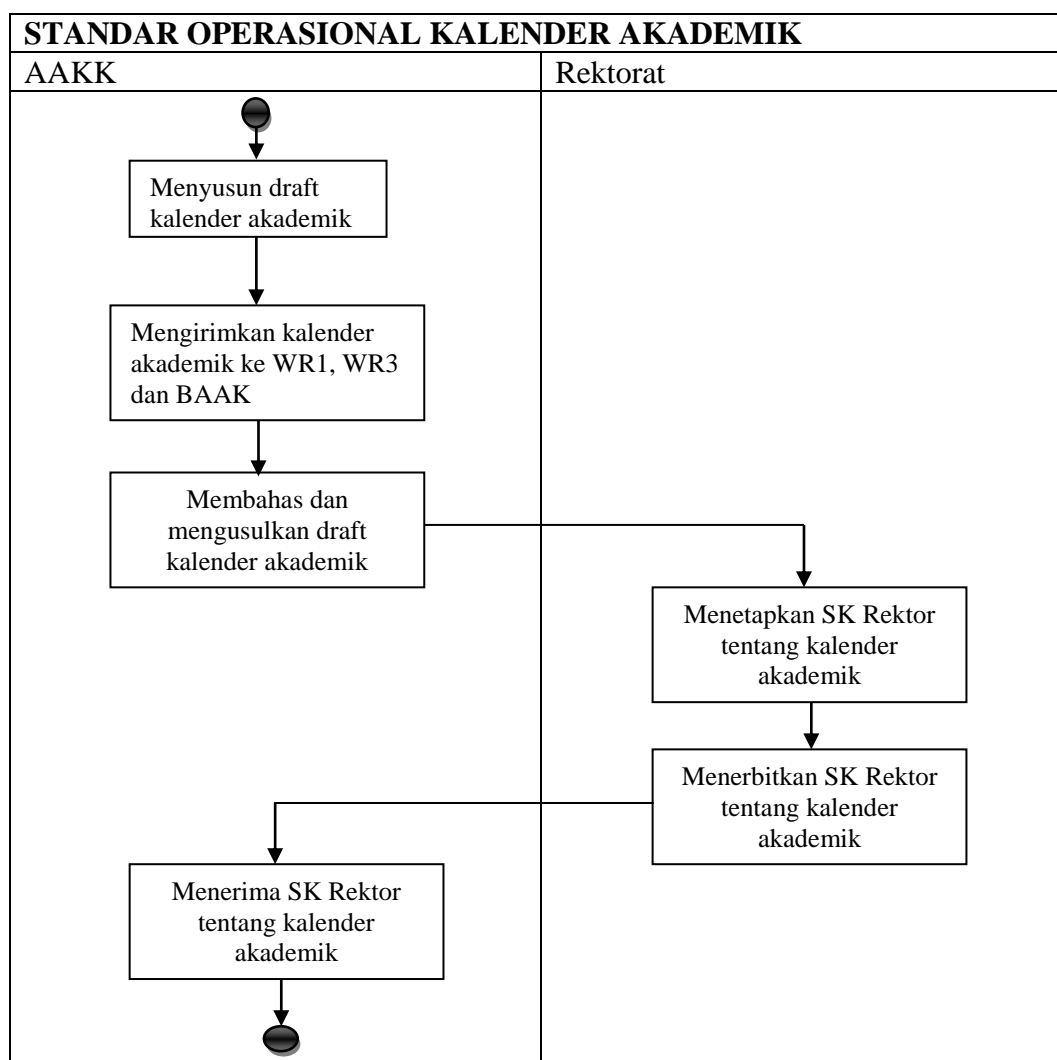 STANDAR OPERASIONAL KALENDER AKADEMIK
AAKK
Rektorat
Menyusun draft
kalender akademik
Mengirimkan kalender
akademik ke WR1, WR3
dan BAAK
Membahas dan
mengusulkan draft
kalender akademik
Menetapkan SK Rektor
tentang kalender
akademik
Menerbitkan SK Rektor
tentang kalender
akademik
Menerima SK Rektor
tentang kalender
akademik